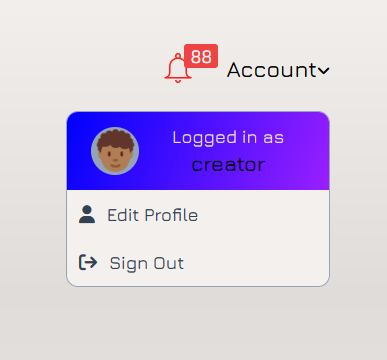 88
Account
Logged in as
creator
Edit Profile
Sign Out